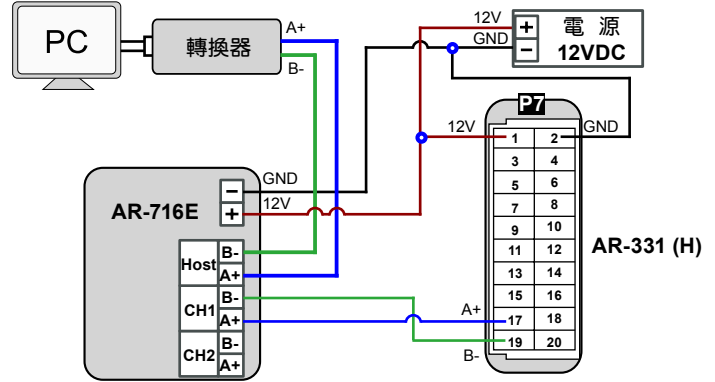 PC
轉換器
A+
B-
12V
GND
電 源
12VDC
P7
12V
GND
1 2
3 4
5 6
7 8
9 10
11 12
13 14
15 16
17 18
19 20
A+
B-
AR-331 (H)
AR-716E
GND
12V
Host
B-
A+
CH1
B-
A+
CH2
B-
A+